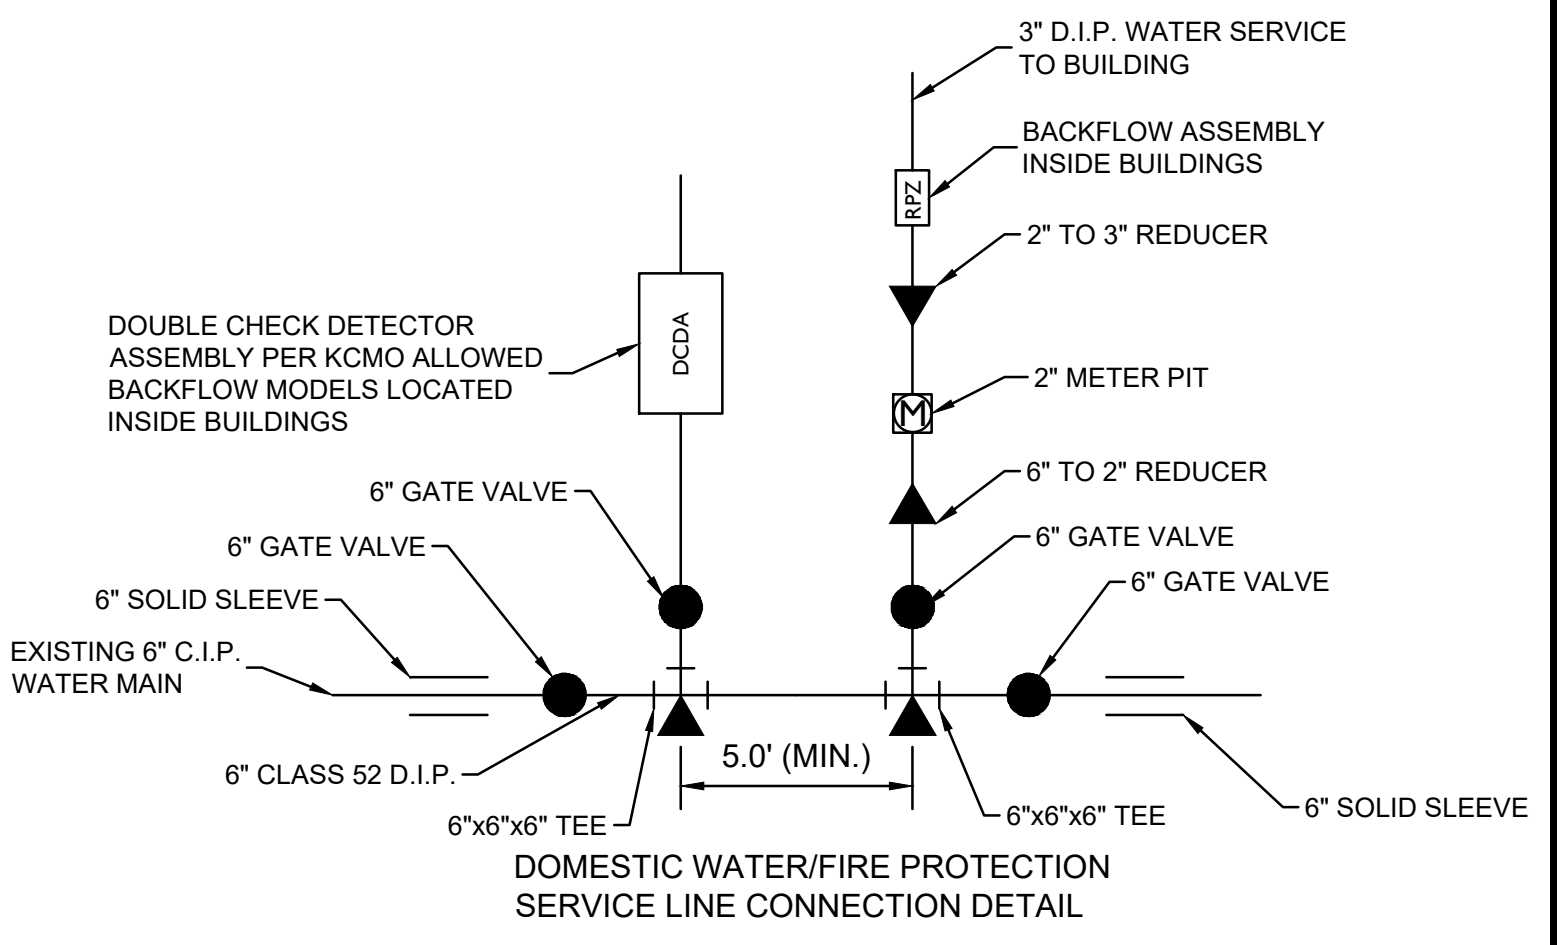 3" D.I.P. WATER SERVICE
TO BUILDING
BACKFLOW ASSEMBLY
INSIDE BUILDINGS
RPZ
2" TO 3" REDUCER
DOUBLE CHECK DETECTOR
ASSEMBLY PER KCMO ALLOWED
BACKFLOW MODELS LOCATED
INSIDE BUILDINGS
DCDA
2" METER PIT
M
6" TO 2" REDUCER
6" GATE VALVE
6" GATE VALVE
6" GATE VALVE
6" GATE VALVE
6" SOLID SLEEVE
EXISTING 6" C.I.P.
WATER MAIN
5.0' (MIN.)
6" CLASS 52 D.I.P.
6"x6"x6" TEE
6"x6"x6" TEE
6" SOLID SLEEVE
DOMESTIC WATER/FIRE PROTECTION
SERVICE LINE CONNECTION DETAIL